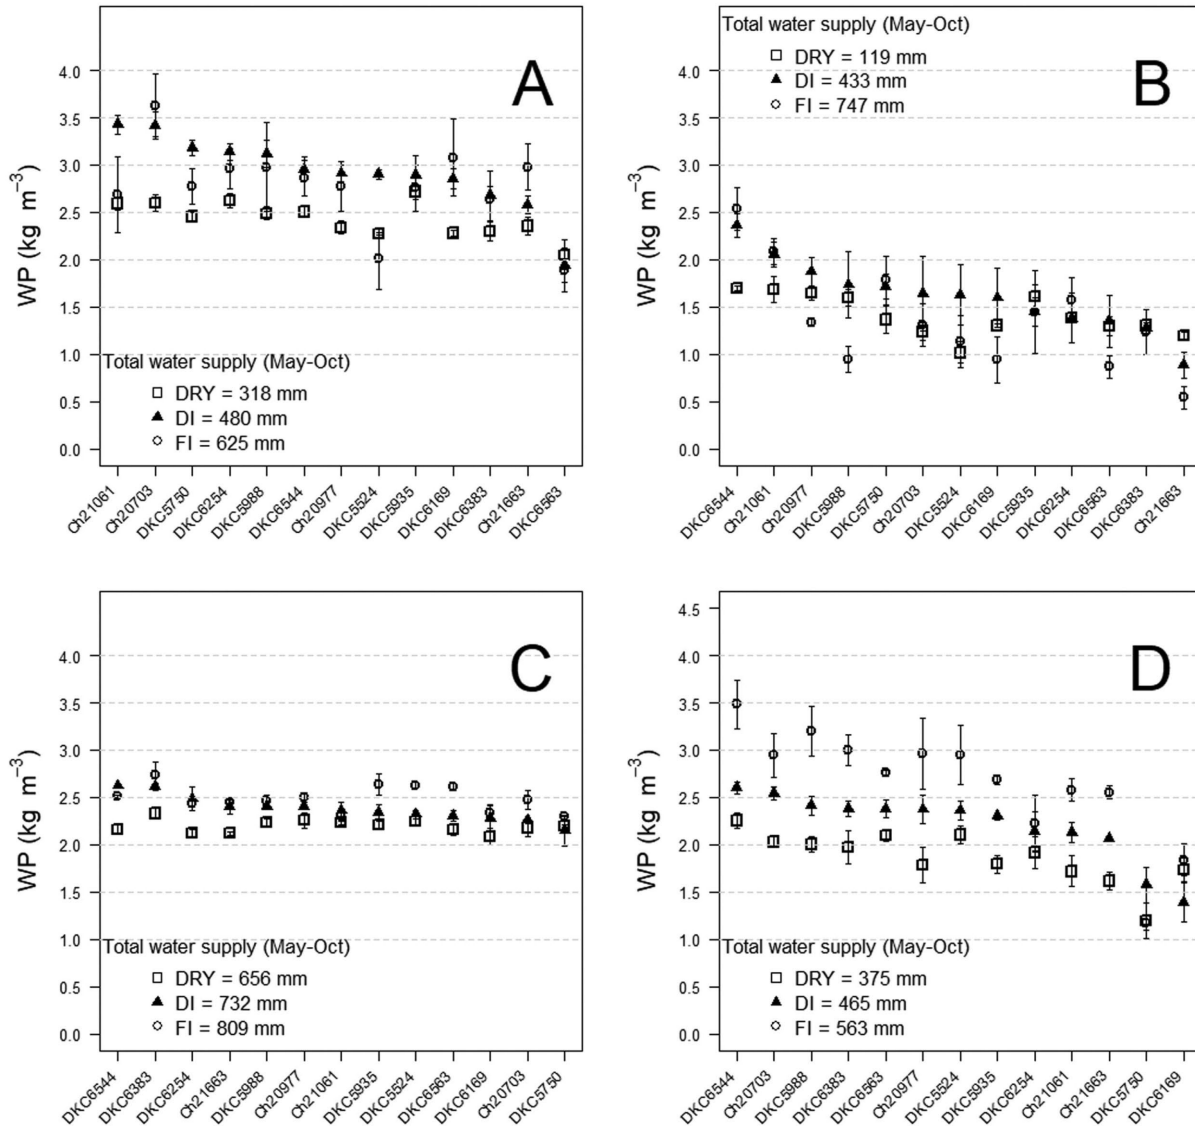 A
WP (kg m⁻³)
4.0
3.5
3.0
2.5
2.0
1.5
1.0
0.5
0.0
Total water supply (May-Oct)
DRY = 318 mm
DI = 480 mm
FI = 625 mm
Ch21061
Ch20703
DKC5750
DKC6254
DKC5988
DKC6544
Ch20977
DKC5524
DKC5935
DKC6169
DKC6383
Ch21663
DKC6563
B
Total water supply (May-Oct)
DRY = 119 mm
DI = 433 mm
FI = 747 mm
WP (kg m⁻³)
4.0
3.5
3.0
2.5
2.0
1.5
1.0
0.5
0.0
DKC6544
Ch21061
Ch20977
DKC5988
DKC5750
Ch20703
DKC5524
DKC6169
DKC5935
DKC6254
DKC6563
DKC6383
Ch21663
C
WP (kg m⁻³)
4.0
3.5
3.0
2.5
2.0
1.5
1.0
0.5
0.0
Total water supply (May-Oct)
DRY = 656 mm
DI = 732 mm
FI = 809 mm
DKC6544
DKC6383
DKC6254
Ch21663
DKC5988
Ch20977
Ch21061
DKC5935
DKC5524
DKC6563
DKC6169
Ch20703
DKC5750
D
WP (kg m⁻³)
4.5
4.0
3.5
3.0
2.5
2.0
1.5
1.0
0.5
0.0
Total water supply (May-Oct)
DRY = 375 mm
DI = 465 mm
FI = 563 mm
DKC6544
Ch20703
DKC5988
DKC6383
DKC6563
Ch20977
DKC5524
DKC5935
DKC6254
Ch21061
Ch21663
DKC5750
DKC6169